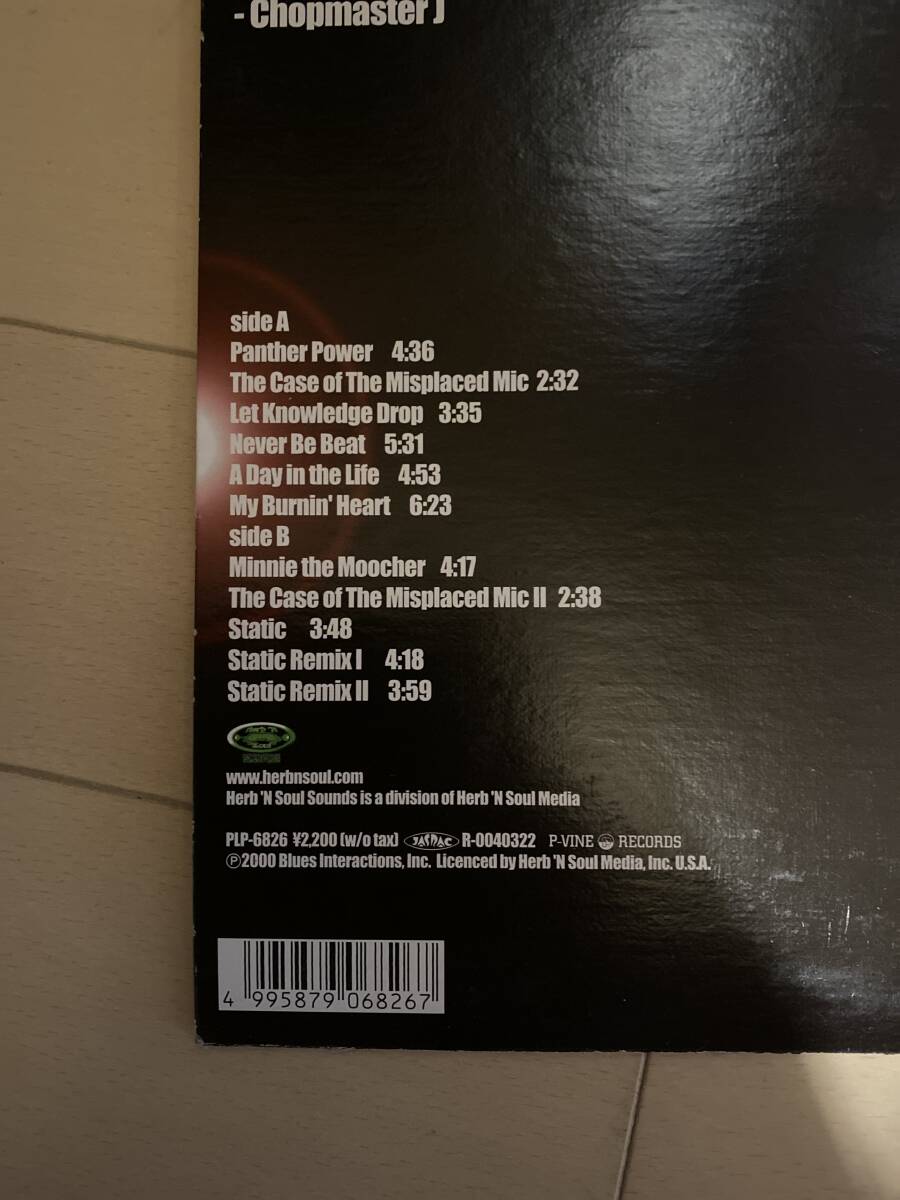 - Chopmaster J
side A
Panther Power 4:36
The Case of The Misplaced Mic 2:32
Let Knowledge Drop 3:35
Never Be Beat 5:31
A Day in the Life 4:53
My Burnin' Heart 6:23
side B
Minnie the Moocher 4:17
The Case of The Misplaced Mic II 2:38
Static 3:48
Static Remix I 4:18
Static Remix II 3:59
www.herbnsoul.com
Herb 'N Soul Sounds is a division of Herb 'N Soul Media
PLP-6826 ¥2,200 (w/o tax) JASRAC R-0040322 P-VINE RECORDS
℗2000 Blues Interactions, Inc. Licenced by Herb 'N Soul Media, Inc. U.S.A.
4 995879 068267